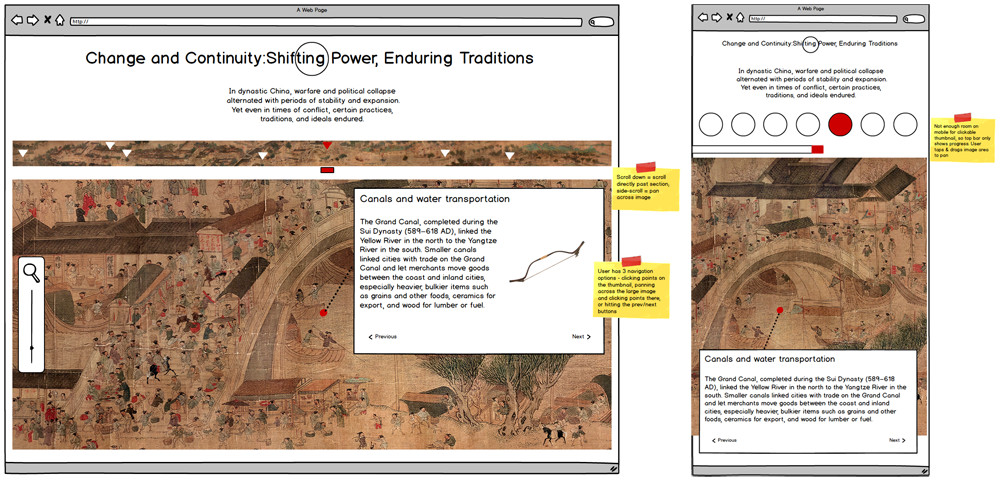 A Web Page
http://
Change and Continuity:Shifting Power, Enduring Traditions
In dynastic China, warfare and political collapse
alternated with periods of stability and expansion.
Yet even in times of conflict, certain practices,
traditions, and ideals endured.
Scroll down = scroll
directly past section,
side-scroll = pan
across image
Canals and water transportation
The Grand Canal, completed during the
Sui Dynasty (589–618 AD), linked the
Yellow River in the north to the Yangtze
River in the south. Smaller canals
linked cities with trade on the Grand
Canal and let merchants move goods
between the coast and inland cities,
especially heavier, bulkier items such
as grains and other foods, ceramics for
export, and wood for lumber or fuel.
Previous
Next
User has 3 navigation
options - clicking points on
the thumbnail, panning
across the large image
and clicking points there,
or hitting the prev/next
buttons
A Web Page
http://
Change and Continuity:Shifting Power, Enduring Traditions
In dynastic China, warfare and political collapse
alternated with periods of stability and expansion.
Yet even in times of conflict, certain practices,
traditions, and ideals endured.
Not enough room on
mobile for clickable
thumbnail, so top bar only
shows progress. User
taps & drags image area
to pan
Canals and water transportation
The Grand Canal, completed during the Sui Dynasty (589–618
AD), linked the Yellow River in the north to the Yangtze River in the
south. Smaller canals linked cities with trade on the Grand Canal
and let merchants move goods between the coast and inland
cities, especially heavier, bulkier items such as grains and other
foods, ceramics for export, and wood for lumber or fuel.
Previous
Next